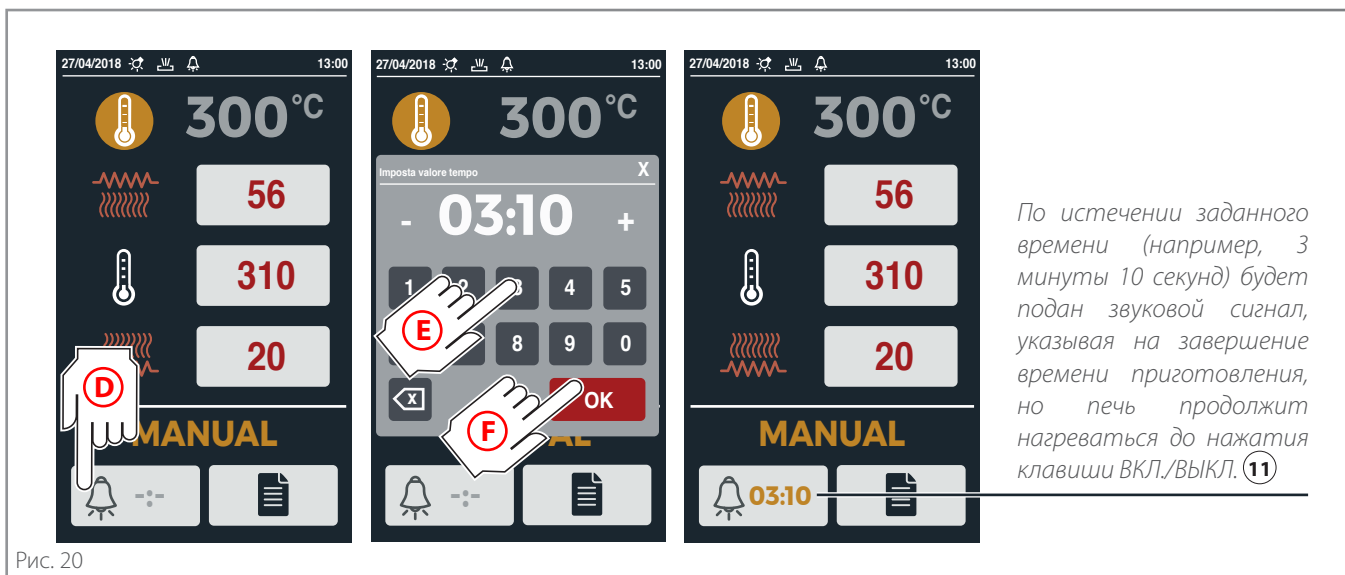 27/04/2018 13:00
300°C
56
310
20
D
MANUAL
-:-
27/04/2018 13:00
300°C
Imposta valore tempo X
- 03:10 +
1 2 3 4 5
8 9 0
E
X OK
F
-:-
27/04/2018 13:00
300°C
56
310
20
MANUAL
03:10
По истечении заданного
времени (например, 3
минуты 10 секунд) будет
подан звуковой сигнал,
указывая на завершение
времени приготовления,
но печь продолжит
нагреваться до нажатия
клавиши ВКЛ./ВЫКЛ. 11
Рис. 20